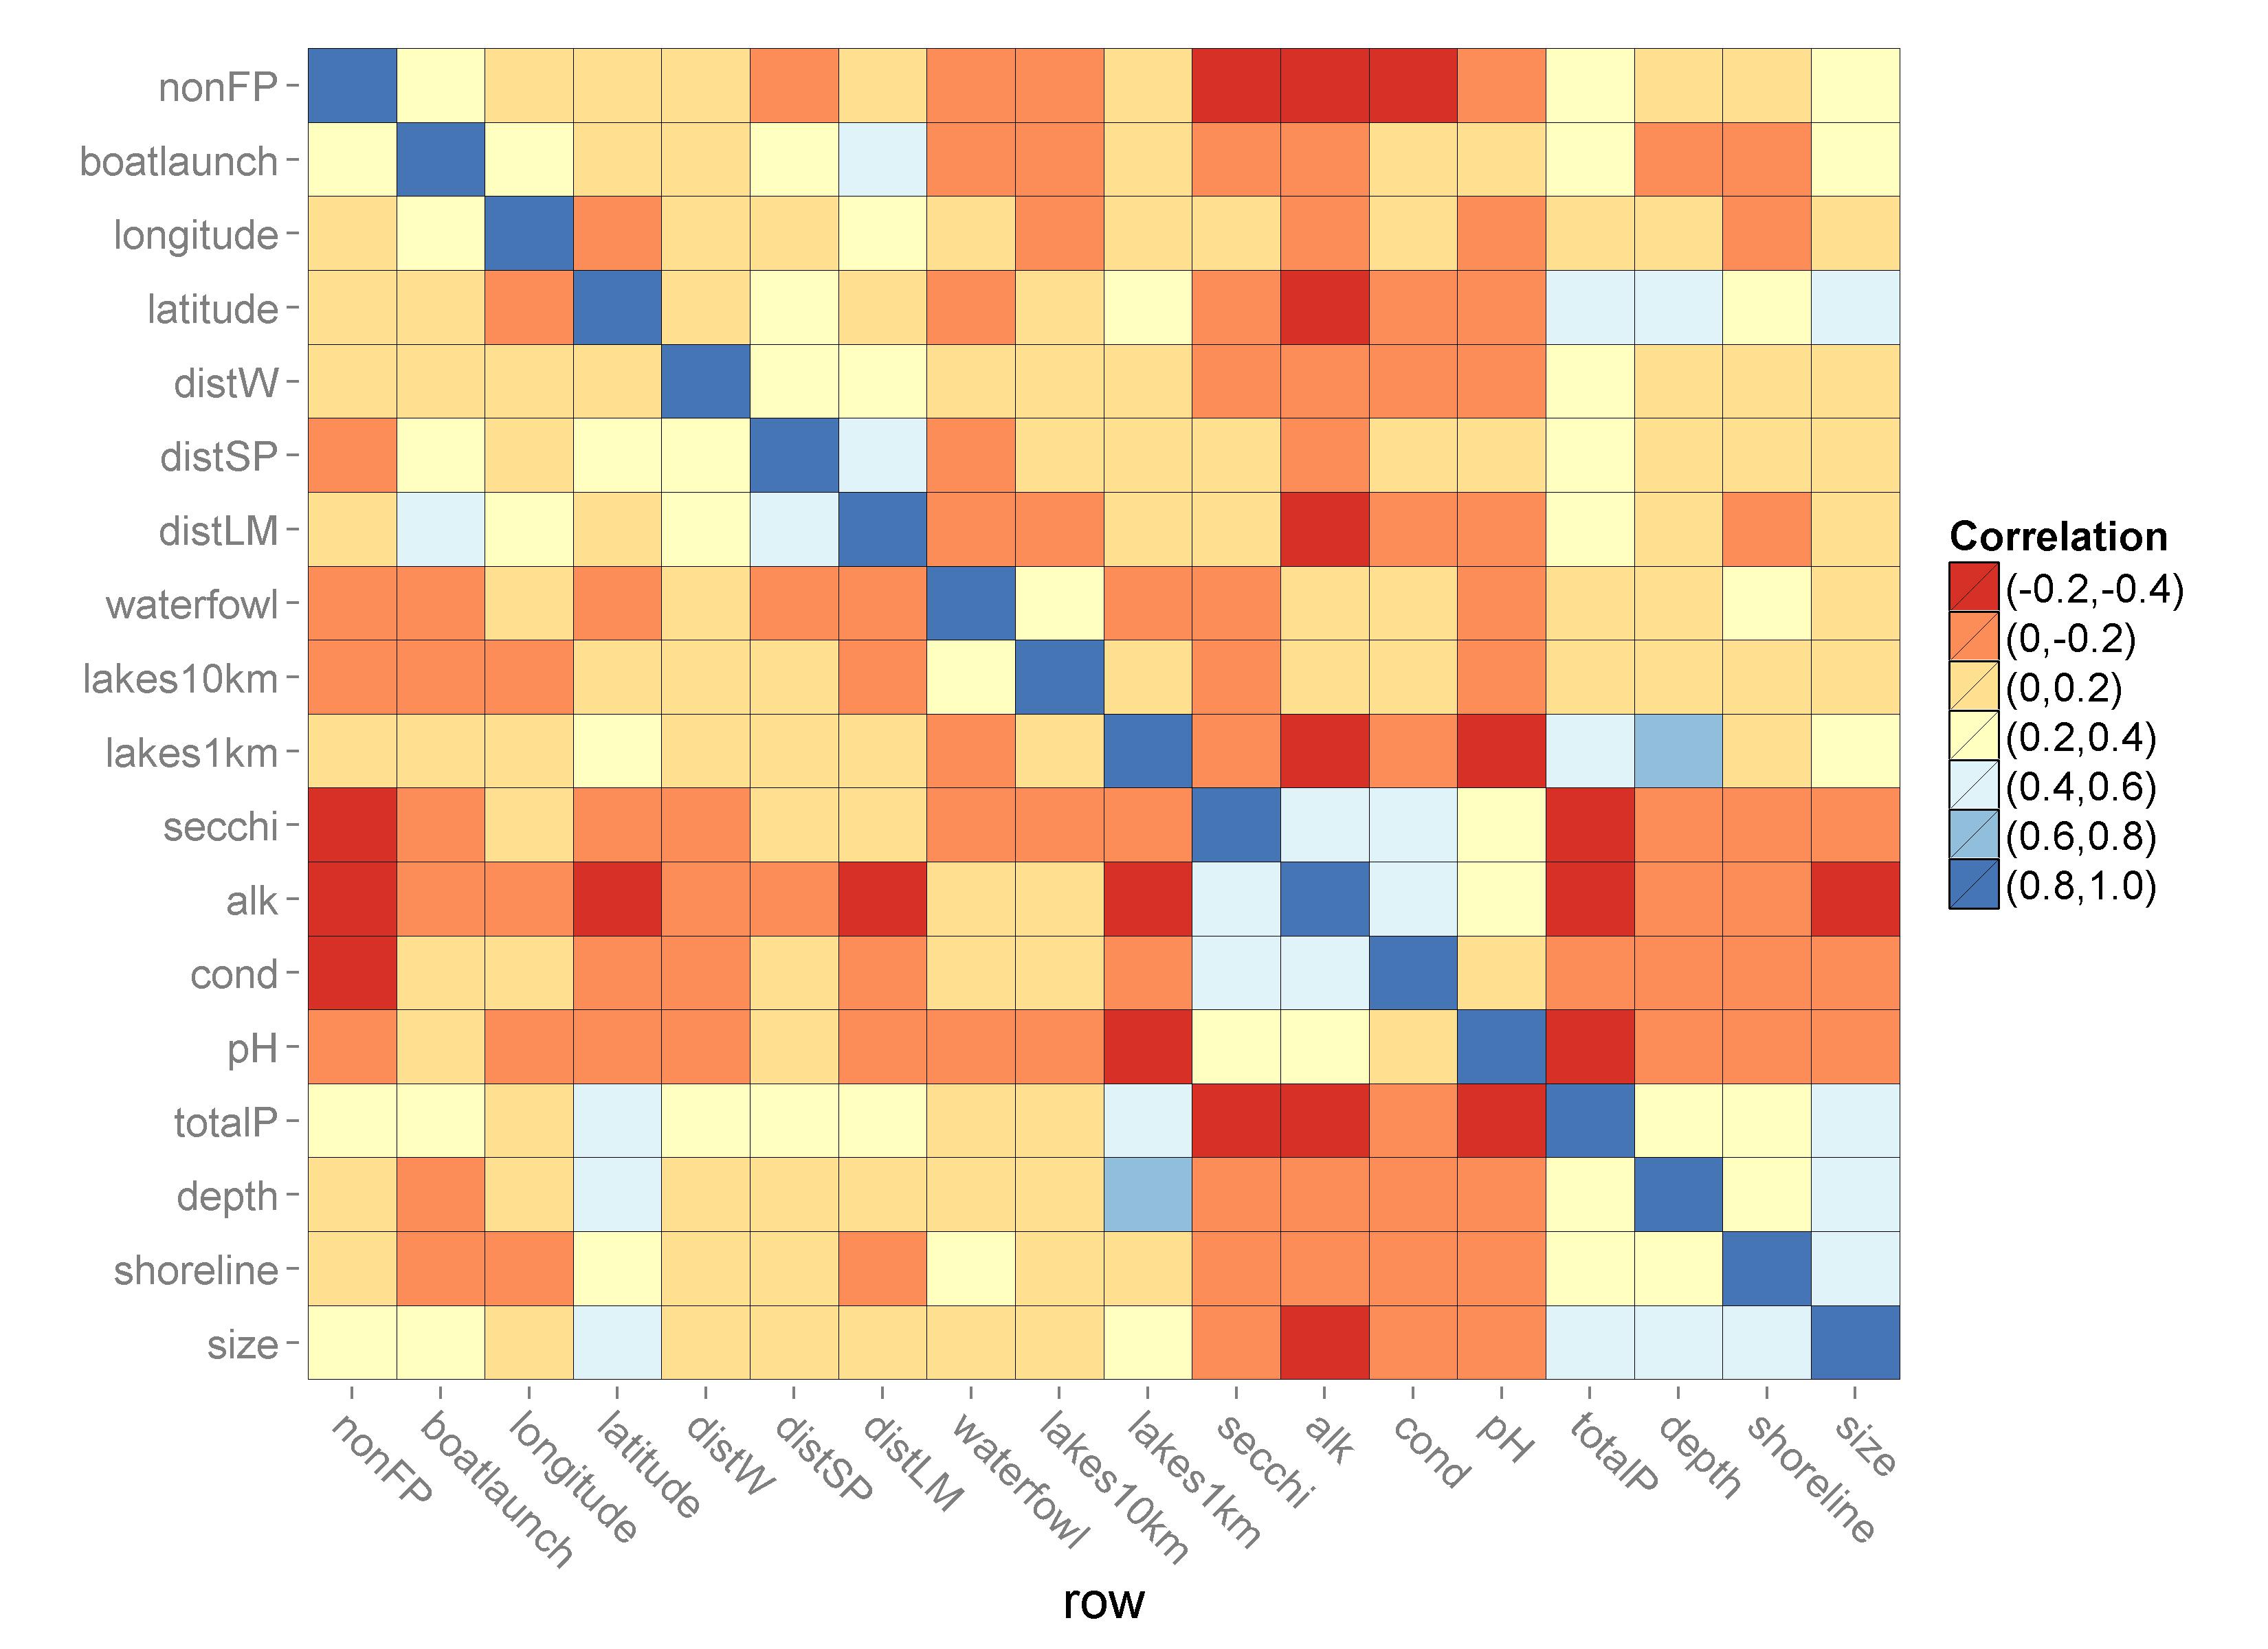 nonFP
boatlaunch
longitude
latitude
distW
distSP
distLM
waterfowl
lakes10km
lakes1km
secchi
alk
cond
pH
totalP
depth
shoreline
size
nonFP
boatlaunch
longitude
latitude
distW
distSP
distLM
waterfowl
lakes10km
lakes1km
secchi
alk
cond
pH
totalP
depth
shoreline
size
row
Correlation
(-0.2,-0.4)
(0,-0.2)
(0,0.2)
(0.2,0.4)
(0.4,0.6)
(0.6,0.8)
(0.8,1.0)